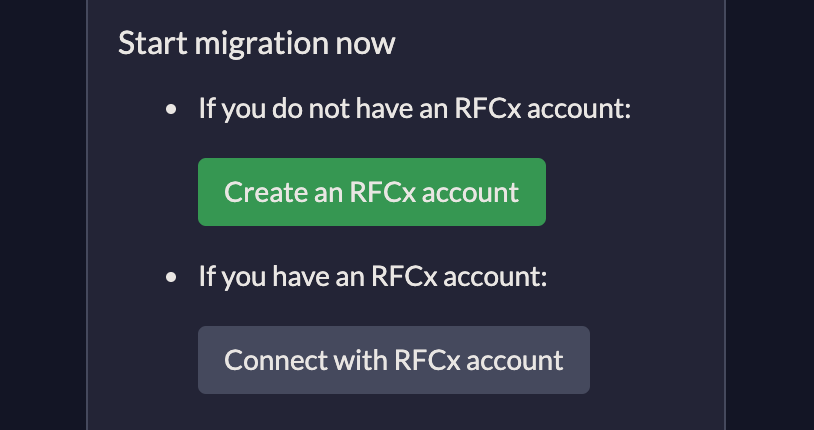 Start migration now
If you do not have an RFCx account:
Create an RFCx account
If you have an RFCx account:
Connect with RFCx account